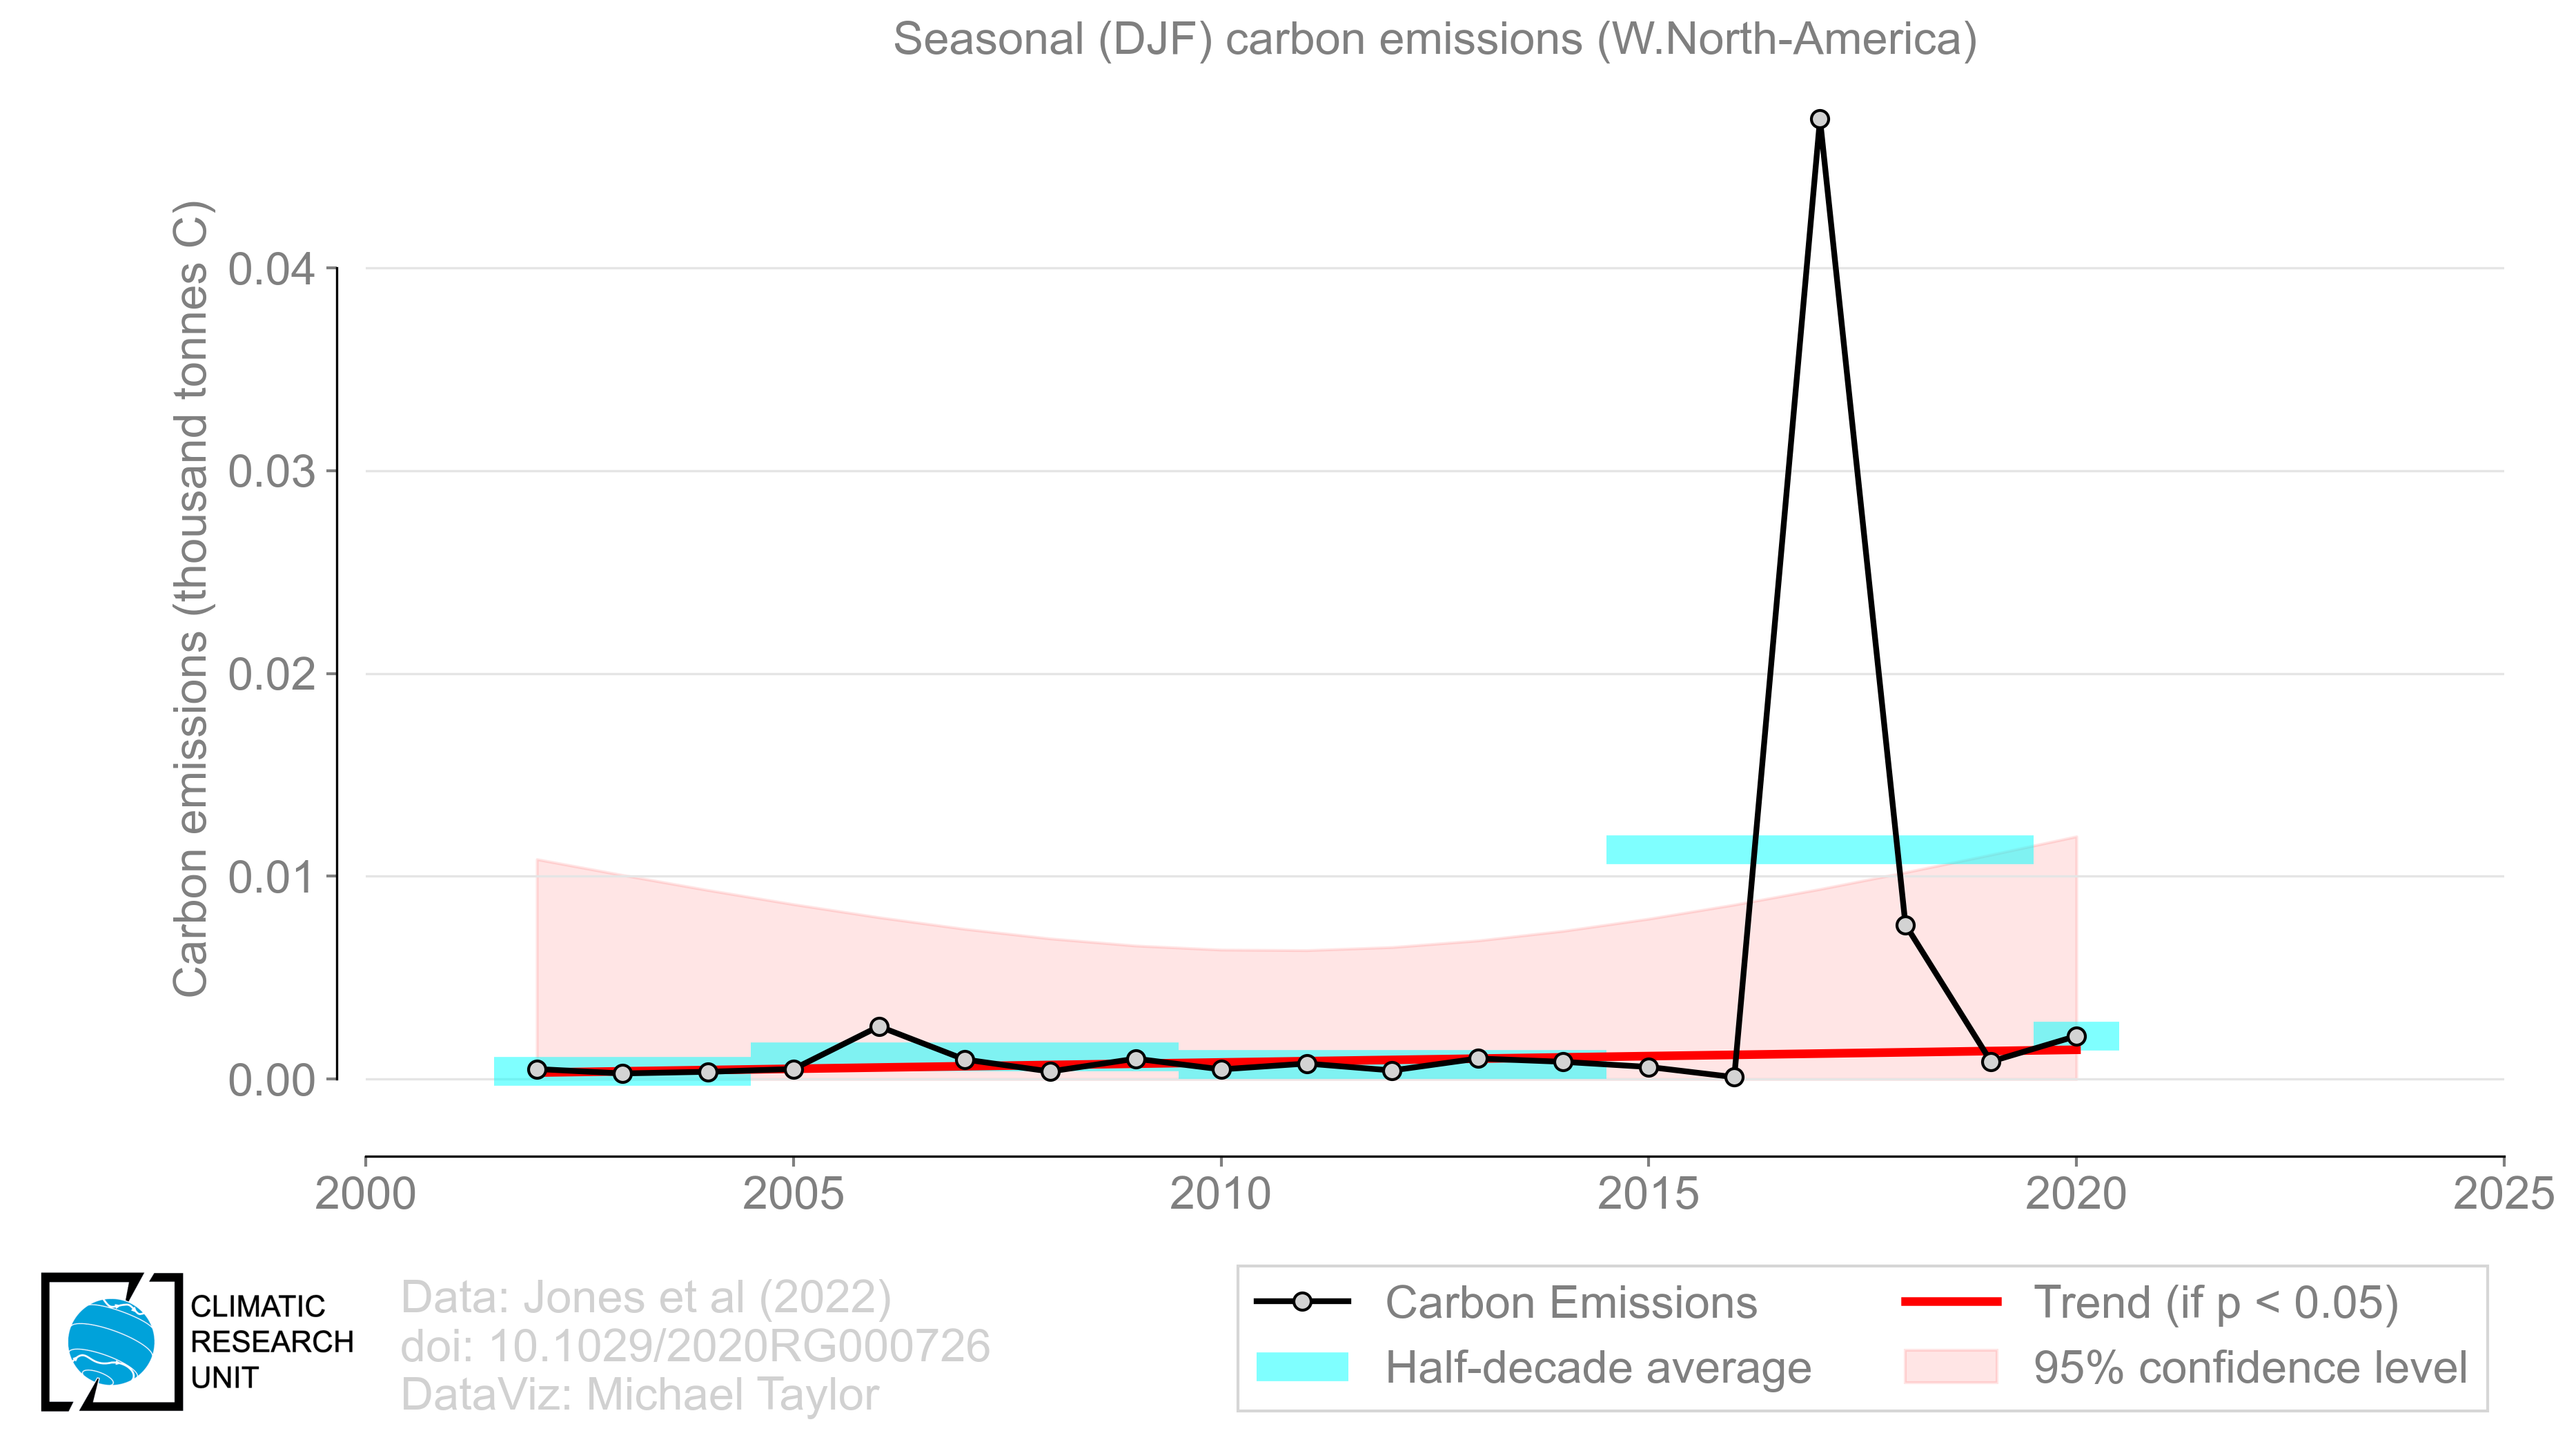 Seasonal (DJF) carbon emissions (W.North-America)
Carbon emissions (thousand tonnes C)
0.04
0.03
0.02
0.01
0.00
2000 2005 2010 2015 2020 2025
CLIMATIC
RESEARCH
UNIT
Data: Jones et al (2022)
doi: 10.1029/2020RG000726
DataViz: Michael Taylor
Carbon Emissions
Half-decade average
Trend (if p < 0.05)
95% confidence level